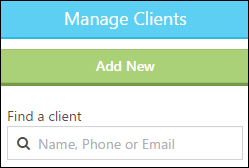 Manage Clients
Add New
Find a client
Name, Phone or Email